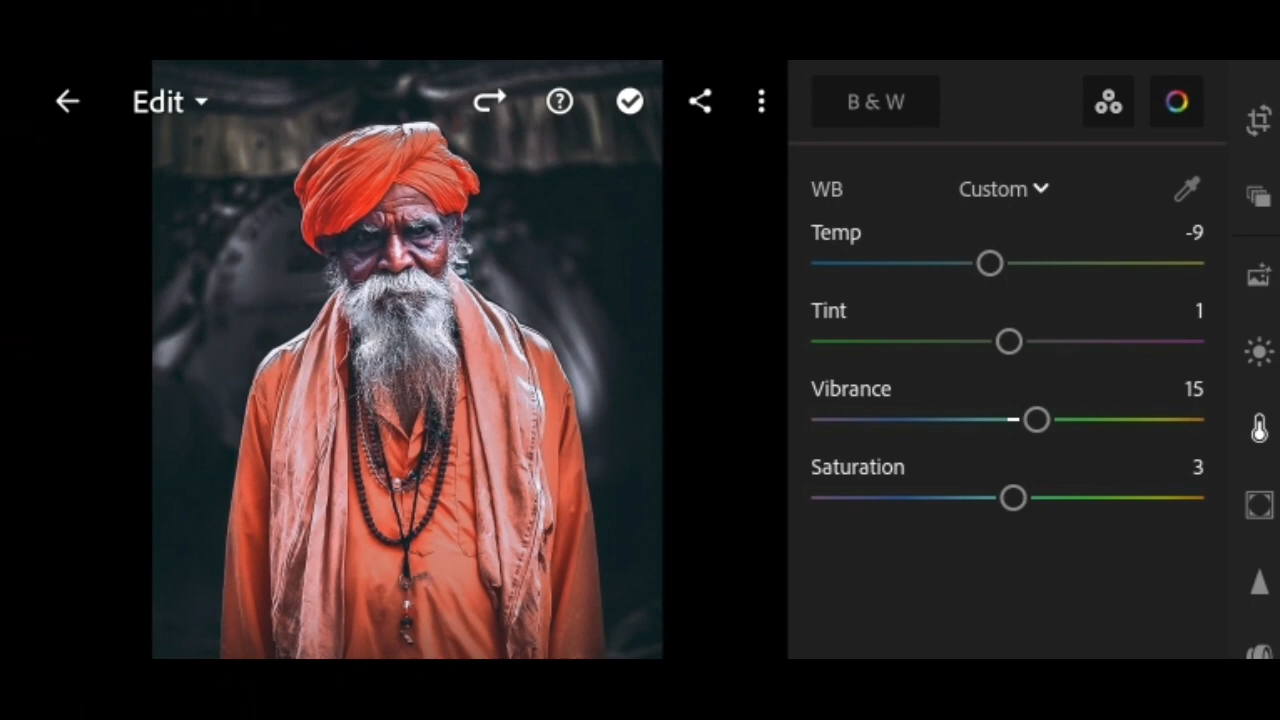 Edit
B & W
WB Custom
Temp -9
Tint 1
Vibrance 15
Saturation 3